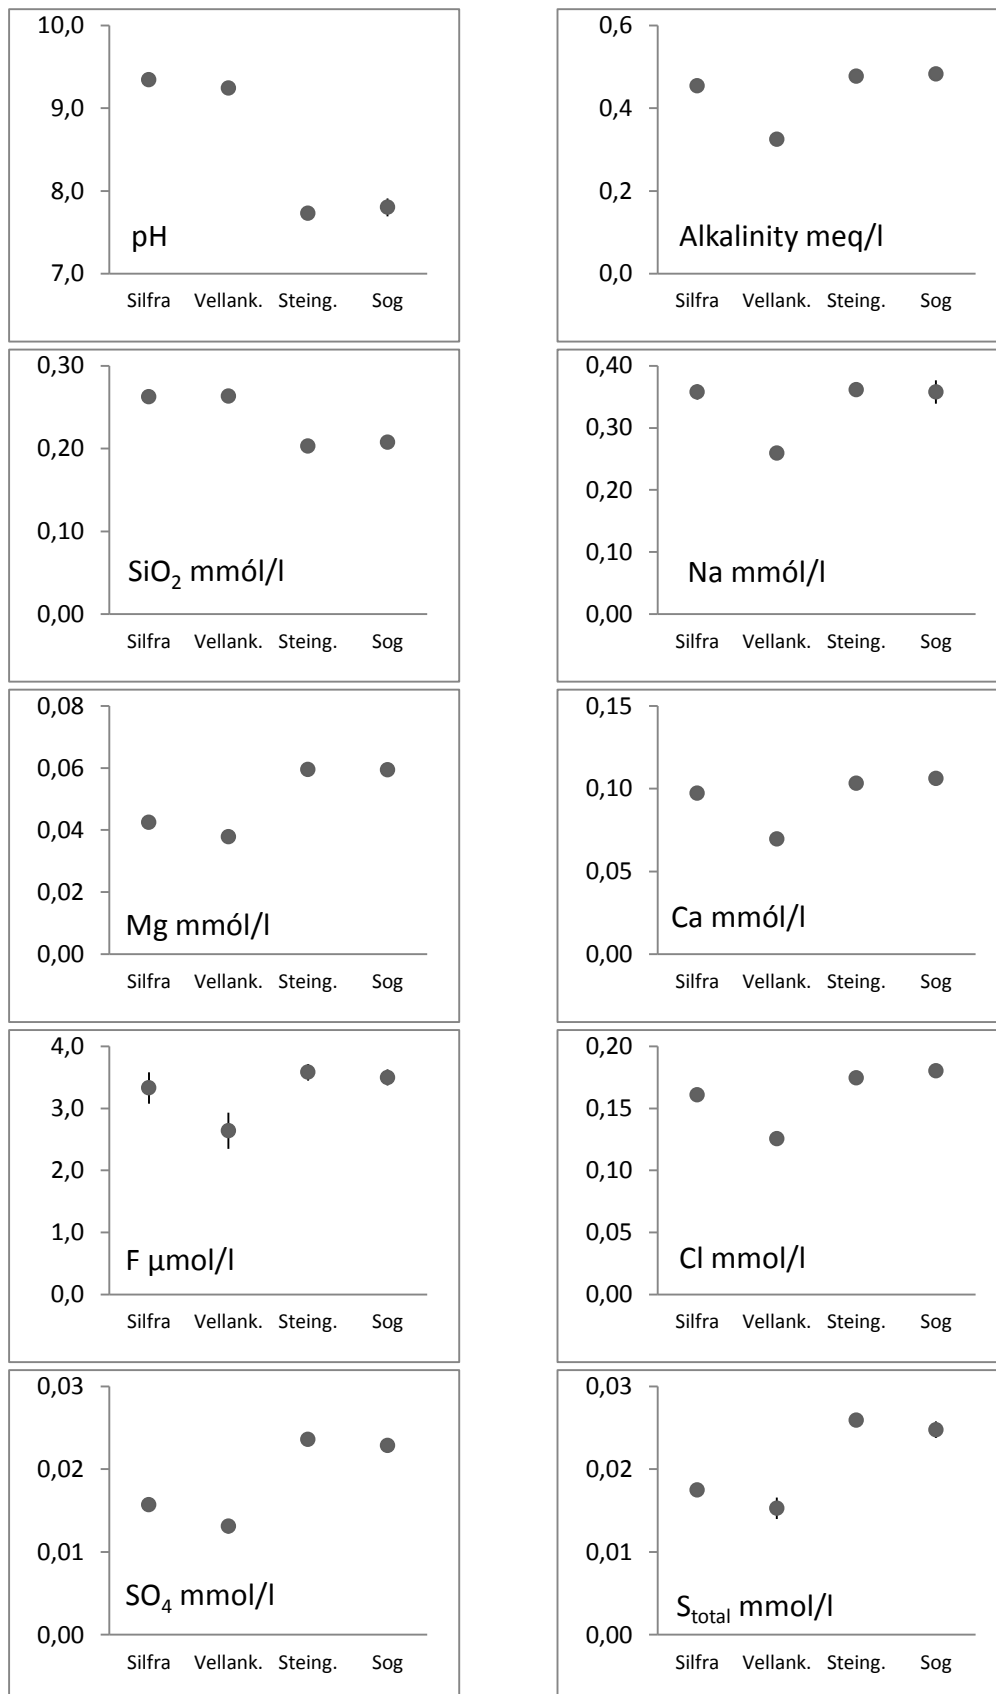 10,0
9,0
8,0
7,0
pH
Silfra Vellank. Steing. Sog
0,6
0,4
0,2
0,0
Alkalinity meq/l
Silfra Vellank. Steing. Sog
0,30
0,20
0,10
0,00
SiO2 mmól/l
Silfra Vellank. Steing. Sog
0,40
0,30
0,20
0,10
0,00
Na mmól/l
Silfra Vellank. Steing. Sog
0,08
0,06
0,04
0,02
0,00
Mg mmól/l
Silfra Vellank. Steing. Sog
0,15
0,10
0,05
0,00
Ca mmól/l
Silfra Vellank. Steing. Sog
4,0
3,0
2,0
1,0
0,0
F µmol/l
Silfra Vellank. Steing. Sog
0,20
0,15
0,10
0,05
0,00
Cl mmol/l
Silfra Vellank. Steing. Sog
0,03
0,02
0,01
0,00
SO4 mmol/l
Silfra Vellank. Steing. Sog
0,03
0,02
0,01
0,00
Stotal mmol/l
Silfra Vellank. Steing. Sog